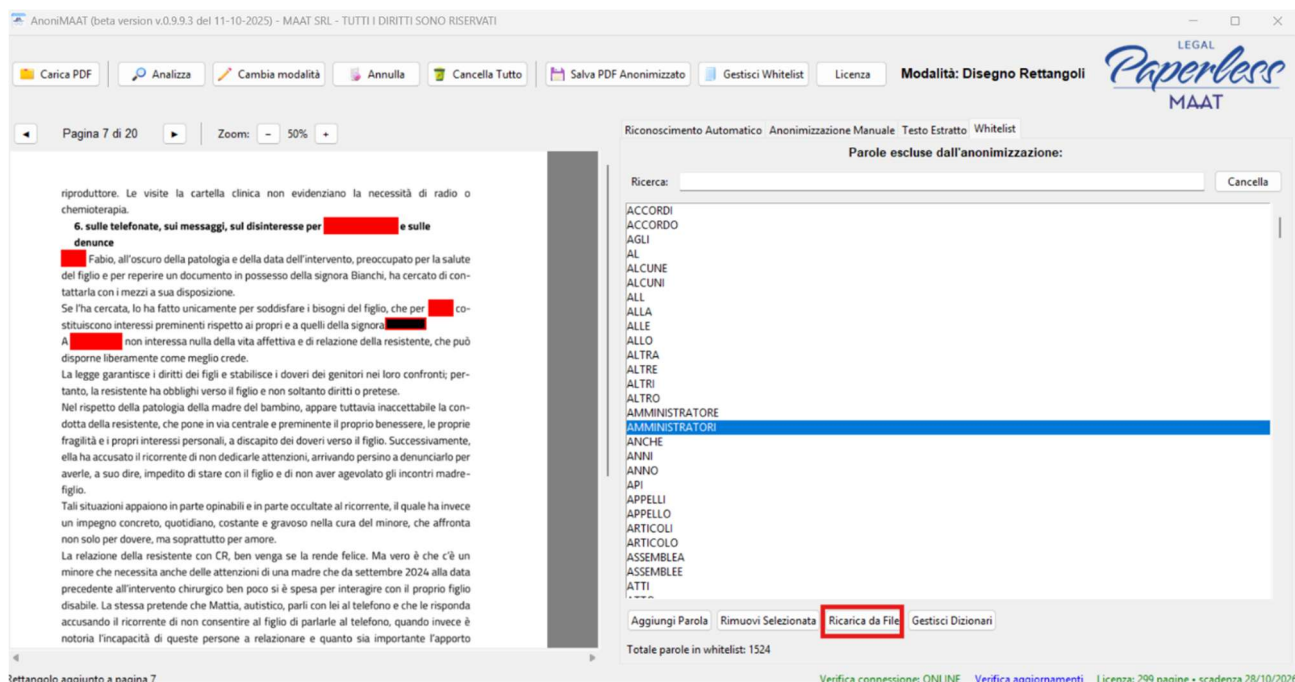 AnoniMAAT (beta version v.0.9.9.3 del 11-10-2025) - MAAT SRL - TUTTI I DIRITTI SONO RISERVATI
Carica PDF Analizza Cambia modalità Annulla Cancella Tutto Salva PDF Anonimizzato Gestisci Whitelist Licenza Modalità: Disegno Rettangoli
LEGAL
Paperless
MAAT
Pagina 7 di 20 Zoom: - 50% +
riproduttore. Le visite la cartella clinica non evidenziano la necessità di radio o
chemioterapia.
6. sulle telefonate, sui messaggi, sul disinteresse per e sulle
denunce
Fabio, all'oscuro della patologia e della data dell'intervento, preoccupato per la salute
del figlio e per reperire un documento in possesso della signora Bianchi, ha cercato di con-
tattarla con i mezzi a sua disposizione.
Se l'ha cercata, lo ha fatto unicamente per soddisfare i bisogni del figlio, che per co-
stituiscono interessi preminenti rispetto ai propri e a quelli della signora
A non interessa nulla della vita affettiva e di relazione della resistente, che può
disporne liberamente come meglio crede.
La legge garantisce i diritti dei figli e stabilisce i doveri dei genitori nei loro confronti; per-
tanto, la resistente ha obblighi verso il figlio e non soltanto diritti o pretese.
Nel rispetto della patologia della madre del bambino, appare tuttavia inaccettabile la con-
dotta della resistente, che pone in via centrale e preminente il proprio benessere, le proprie
fragilità e i propri interessi personali, a discapito dei doveri verso il figlio. Successivamente,
ella ha accusato il ricorrente di non dedicarle attenzioni, arrivando persino a denunciarlo per
averle, a suo dire, impedito di stare con il figlio e di non aver agevolato gli incontri madre-
figlio.
Tali situazioni appaiono in parte opinabili e in parte occultate al ricorrente, il quale ha invece
un impegno concreto, quotidiano, costante e gravoso nella cura del minore, che affronta
non solo per dovere, ma soprattutto per amore.
La relazione della resistente con CR, ben venga se la rende felice. Ma vero è che c'è un
minore che necessita anche delle attenzioni di una madre che da settembre 2024 alla data
precedente all'intervento chirurgico ben poco si è spesa per interagire con il proprio figlio
disabile. La stessa pretende che Mattia, autistico, parli con lei al telefono e che le risponda
accusando il ricorrente di non consentire al figlio di parlarle al telefono, quando invece è
notoria l'incapacità di queste persone a relazionare e quanto sia importante l'apporto
Riconoscimento Automatico Anonimizzazione Manuale Testo Estratto Whitelist
Parole escluse dall'anonimizzazione:
Ricerca: Cancella
ACCORDI
ACCORDO
AGLI
AL
ALCUNE
ALCUNI
ALL
ALLA
ALLE
ALLO
ALTRA
ALTRE
ALTRI
ALTRO
AMMINISTRATORE
AMMINISTRATORI
ANCHE
ANNI
ANNO
API
APPELLI
APPELLO
ARTICOLI
ARTICOLO
ASSEMBLEA
ASSEMBLEE
ATTI
Aggiungi Parola Rimuovi Selezionata Ricarica da File Gestisci Dizionari
Totale parole in whitelist: 1524
Rettangolo aggiunto a pagina 7 Verifica connessione: ONLINE Verifica aggiornamenti Licenza: 299 pagine • scadenza 28/10/2026